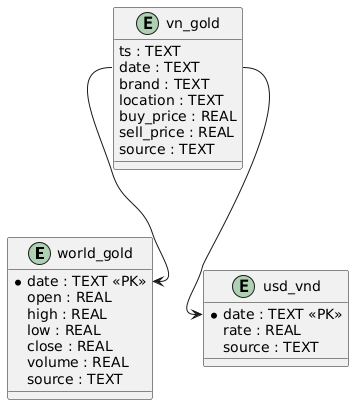 E vn_gold
ts : TEXT
date : TEXT
brand : TEXT
location : TEXT
buy_price : REAL
sell_price : REAL
source : TEXT
E world_gold
date : TEXT «PK»
open : REAL
high : REAL
low : REAL
close : REAL
volume : REAL
source : TEXT
E usd_vnd
date : TEXT «PK»
rate : REAL
source : TEXT